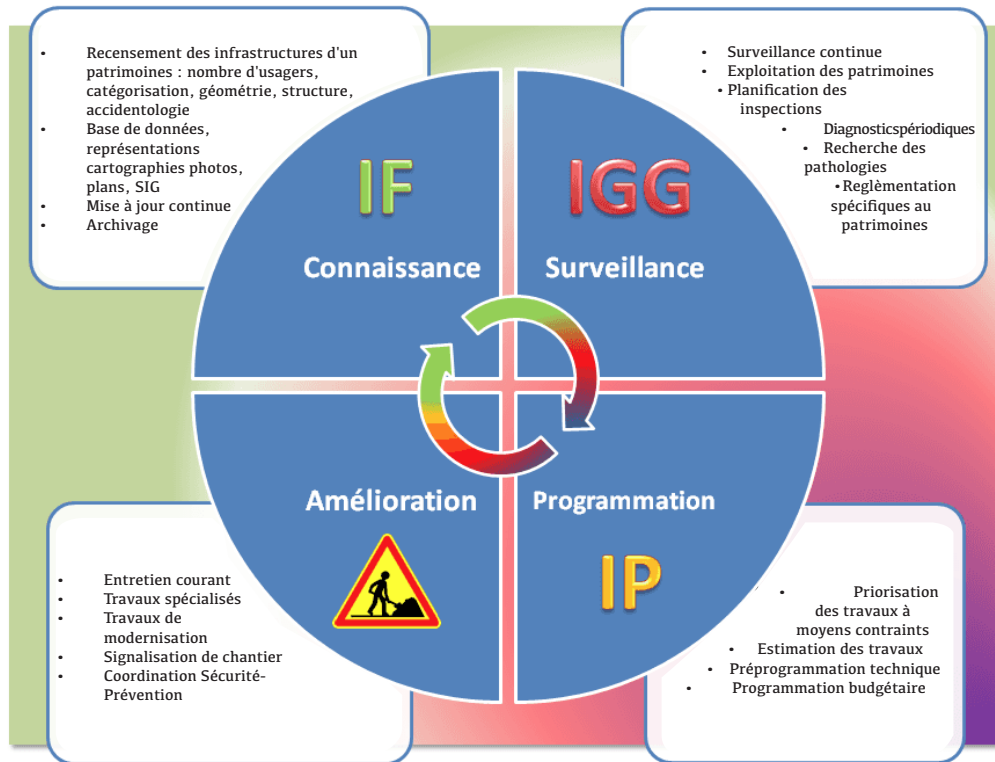 • Recensement des infrastructures d'un
patrimoines : nombre d'usagers,
catégorisation, géométrie, structure,
accidentologie
• Base de données,
représentations
cartographies photos,
plans, SIG
• Mise à jour continue
• Archivage
• Surveillance continue
• Exploitation des patrimoines
• Planification des
inspections
• Diagnosticspériodiques
• Recherche des
pathologies
• Reglèmentation
spécifiques au
patrimoines
IF
Connaissance
IGG
Surveillance
Amélioration
Programmation
IP
• Entretien courant
• Travaux spécialisés
• Travaux de
modernisation
• Signalisation de chantier
• Coordination Sécurité-
Prévention
• Priorisation
des travaux à
moyens contraints
• Estimation des travaux
• Préprogrammation technique
• Programmation budgétaire